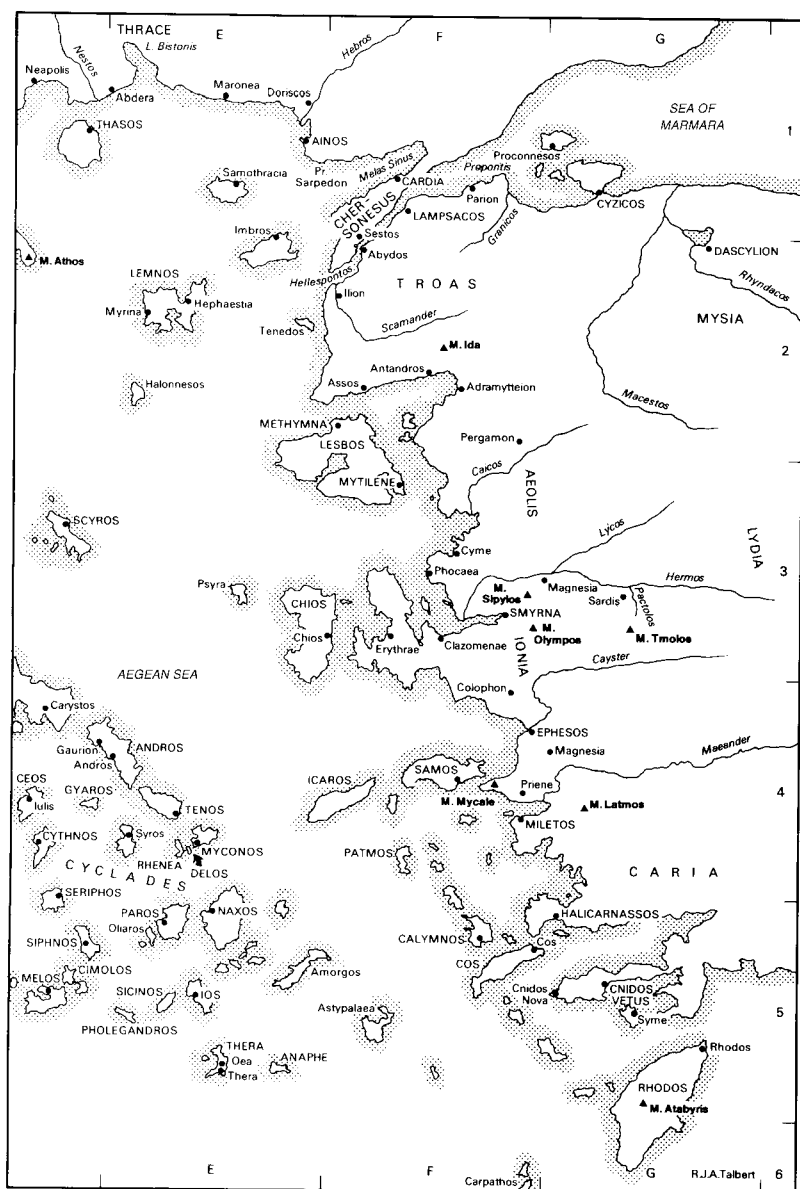 THRACE
E
F
G
L. Bistonis
Nestos
Hebros
Neapolis
Abdera
Maronea
Doriscos
SEA OF
MARMARA
1
THASOS
AINOS
Proconnesos
Melas Sinus
Pr.
Sarpedon
Propontis
Samothracia
CARDIA
Parion
CYZICOS
CHER-
SONESUS
LAMPSACOS
Granicos
Imbros
Sestos
Abydos
DASCYLION
M. Athos
Hellespontos
TROAS
Rhyndacos
LEMNOS
Hephaestia
Ilion
Myrina
Scamander
MYSIA
Tenedos
M. Ida
2
Halonnesos
Antandros
Assos
Adramytteion
Macestos
METHYMNA
LESBOS
Pergamon
MYTILENE
Caicos
AEOLIS
SCYROS
Lycos
LYDIA
Cyme
3
Psyra
Phocaea
Magnesia
Hermos
CHIOS
M.
Sipylos
Sardis
Pactolos
SMYRNA
Chios
Erythrae
Clazomenae
M.
Olympos
M. Tmolos
IONIA
AEGEAN SEA
Cayster
Colophon
Carystos
EPHESOS
Gaurion
ANDROS
Andros
Magnesia
Maeander
CEOS
GYAROS
ICAROS
SAMOS
4
Iulis
TENOS
M. Mycale
Priene
M. Latmos
CYTHNOS
Syros
MYCONOS
MILETOS
RHENEA
DELOS
PATMOS
CYCLADES
CARIA
SERIPHOS
PAROS
NAXOS
HALICARNASSOS
Oliaros
SIPHNOS
CALYMNOS
Cos
CIMOLOS
Amorgos
COS
MELOS
SICINOS
IOS
Cnidos
Nova
CNIDOS
VETUS
5
Astypalaea
Syme
PHOLEGANDROS
THERA
Oea
ANAPHE
Rhodos
Thera
RHODOS
M. Atabyris
E
F
G
R.J.A.Talbert
6
Carpathos